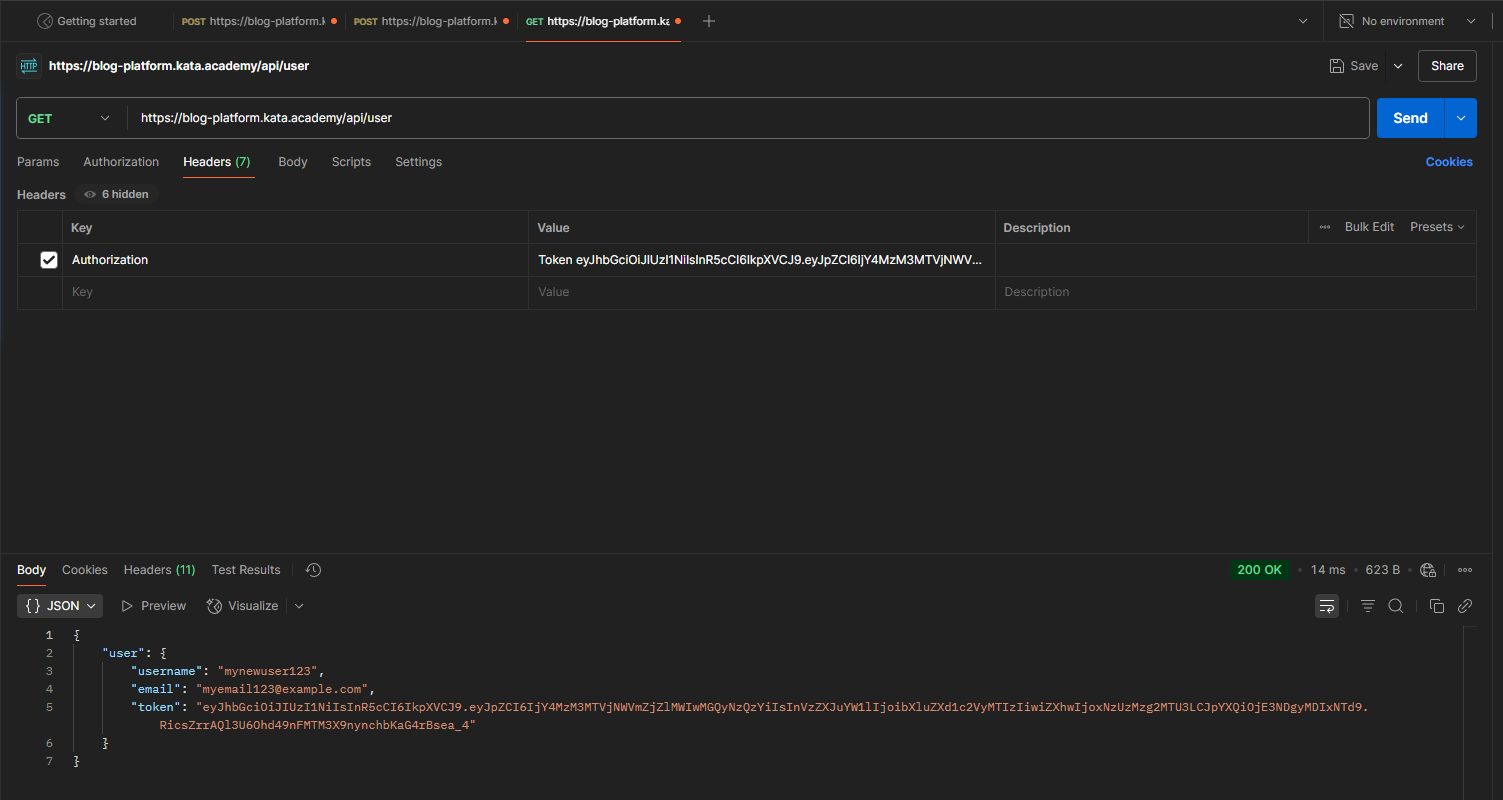 Getting started POST https://blog-platform.k POST https://blog-platform.k GET https://blog-platform.ka No environment
HTTP https://blog-platform.kata.academy/api/user Save Share
GET https://blog-platform.kata.academy/api/user Send
Params Authorization Headers (7) Body Scripts Settings Cookies
Headers 6 hidden
Key Value Description Bulk Edit Presets
Authorization Token eyJhbGciOiJIUzI1NiIsInR5cCI6IkpXVCJ9.eyJpZCI6IjY4MzM3MTVjNWV...
Key Value Description
Body Cookies Headers (11) Test Results 200 OK 14 ms 623 B
{} JSON Preview Visualize
1 {
2 "user": {
3 "username": "mynewuser123",
4 "email": "myemail123@example.com",
5 "token": "eyJhbGciOiJIUzI1NiIsInR5cCI6IkpXVCJ9.eyJpZCI6IjY4MzM3MTVjNWVmZjZlMWIwMGQyNzQzYiIsInVzZXJuYW1lIjoibXluZXd1c2VyMTIzIiwiZXhwIjoxNzUzMzg2MTU3LCJpYXQiOjE3NDgyMDIxNTd9.
RicsZrrAQl3U6Ohd49nFMTM3X9nynchbKaG4rBsea_4"
6 }
7 }